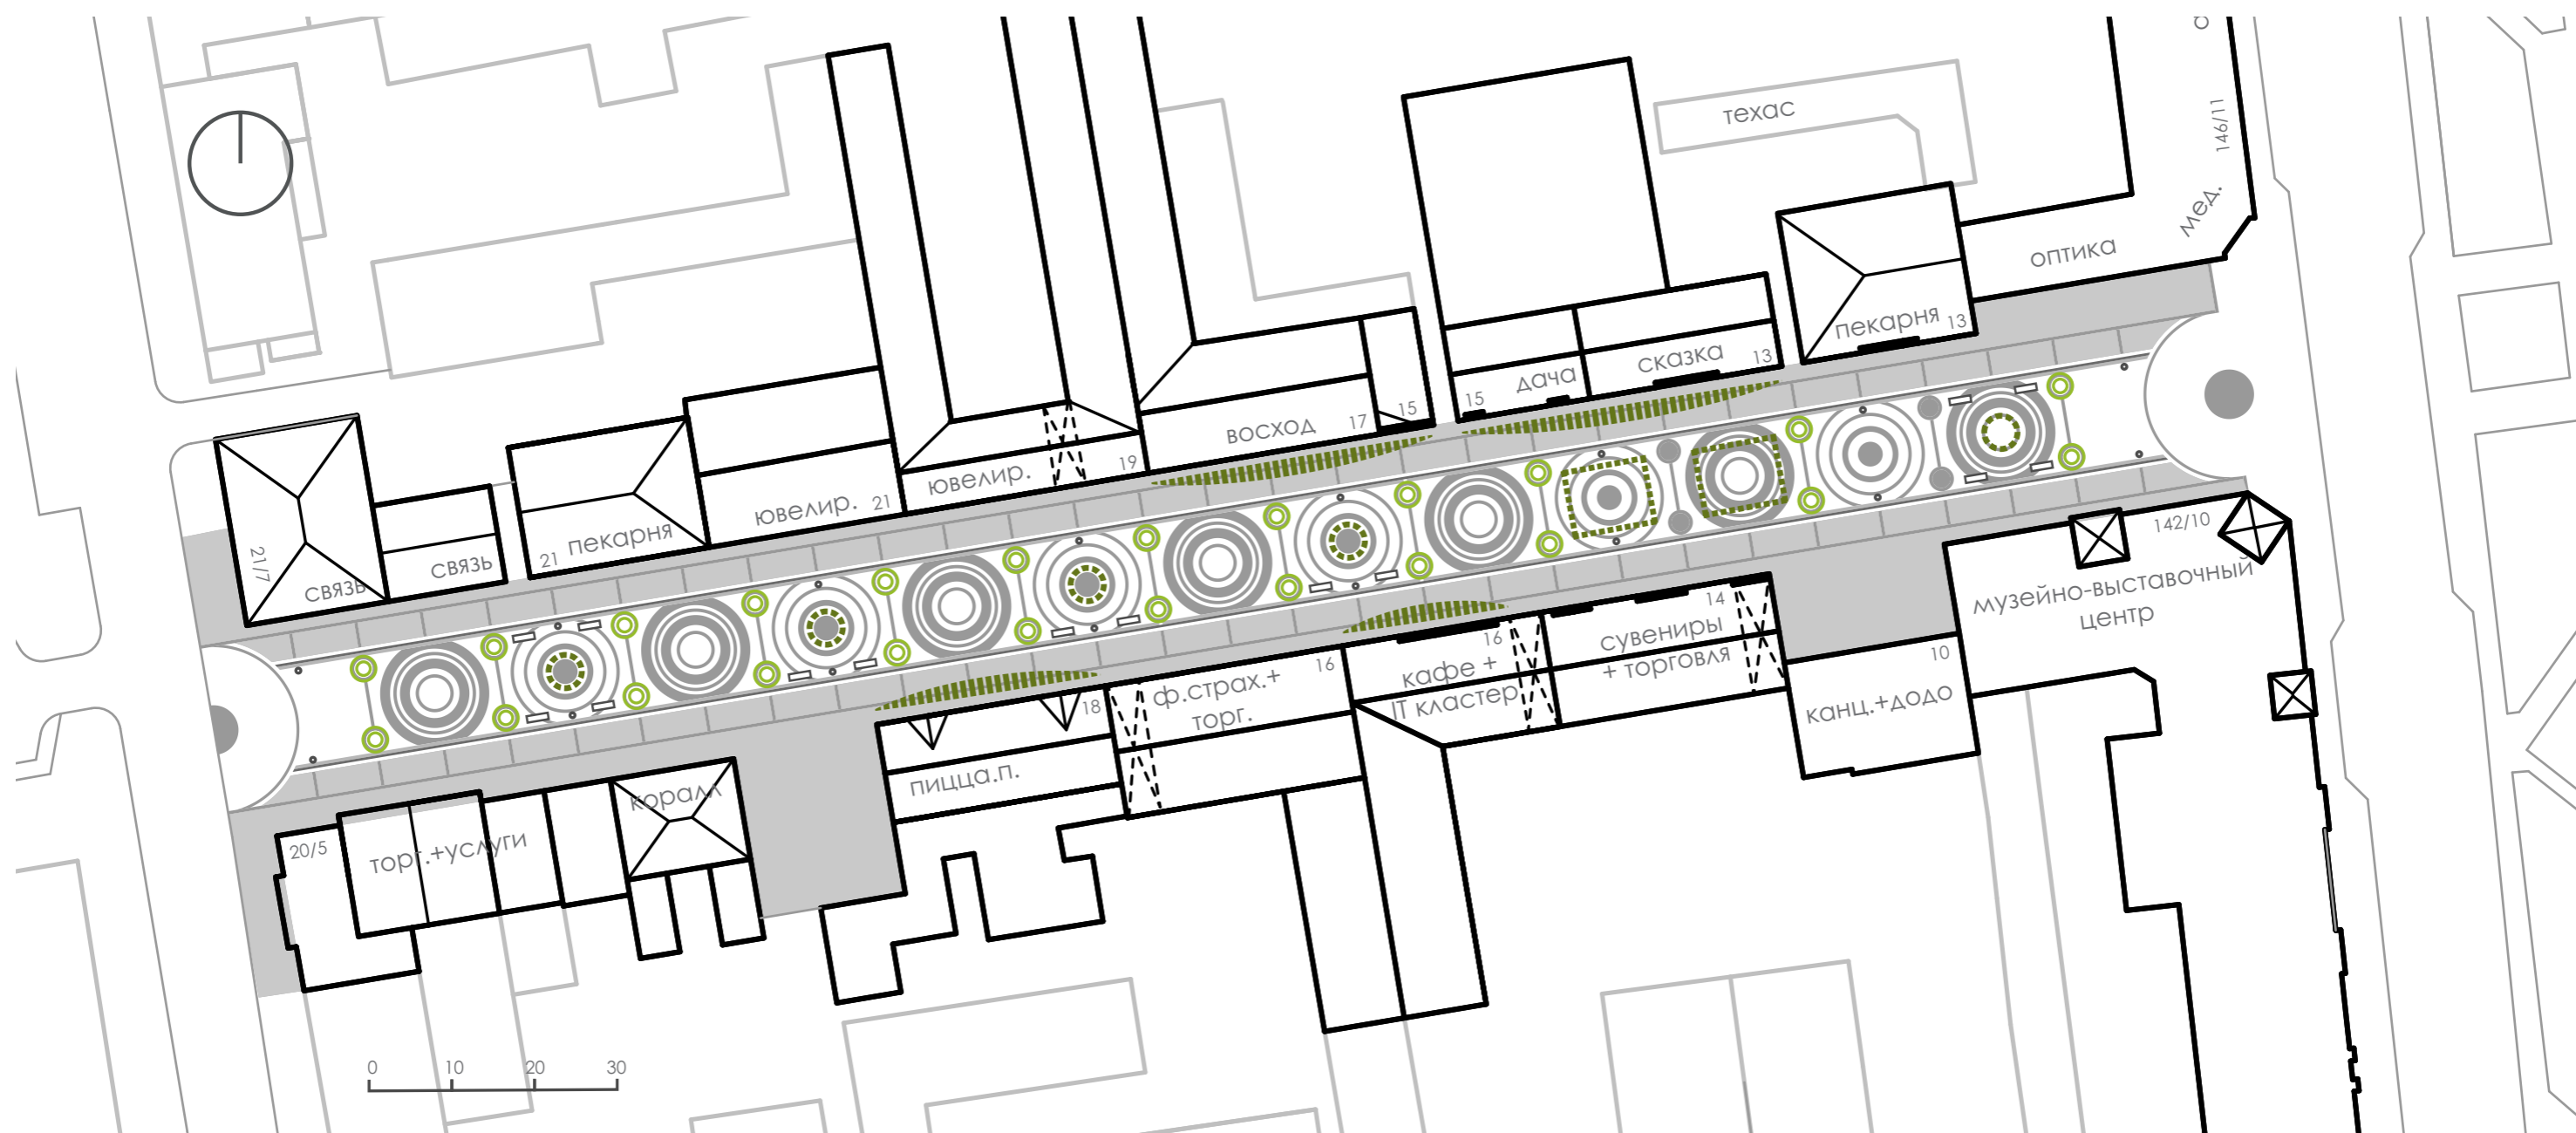 техас
146/11
мед.
оптика
пекарня
13
сказка
13
дача
15
15
восход
17
ювелир.
19
ювелир.
21
пекарня
21
связь
связь
21/7
142/10
музейно-выставочный
центр
10
канц.+додо
14
сувениры
+ торговля
16
кафе +
IT кластер
16
ф.страх.+
торг.
18
пицца.п.
коралл
торг.+услуги
20/5
0 10 20 30